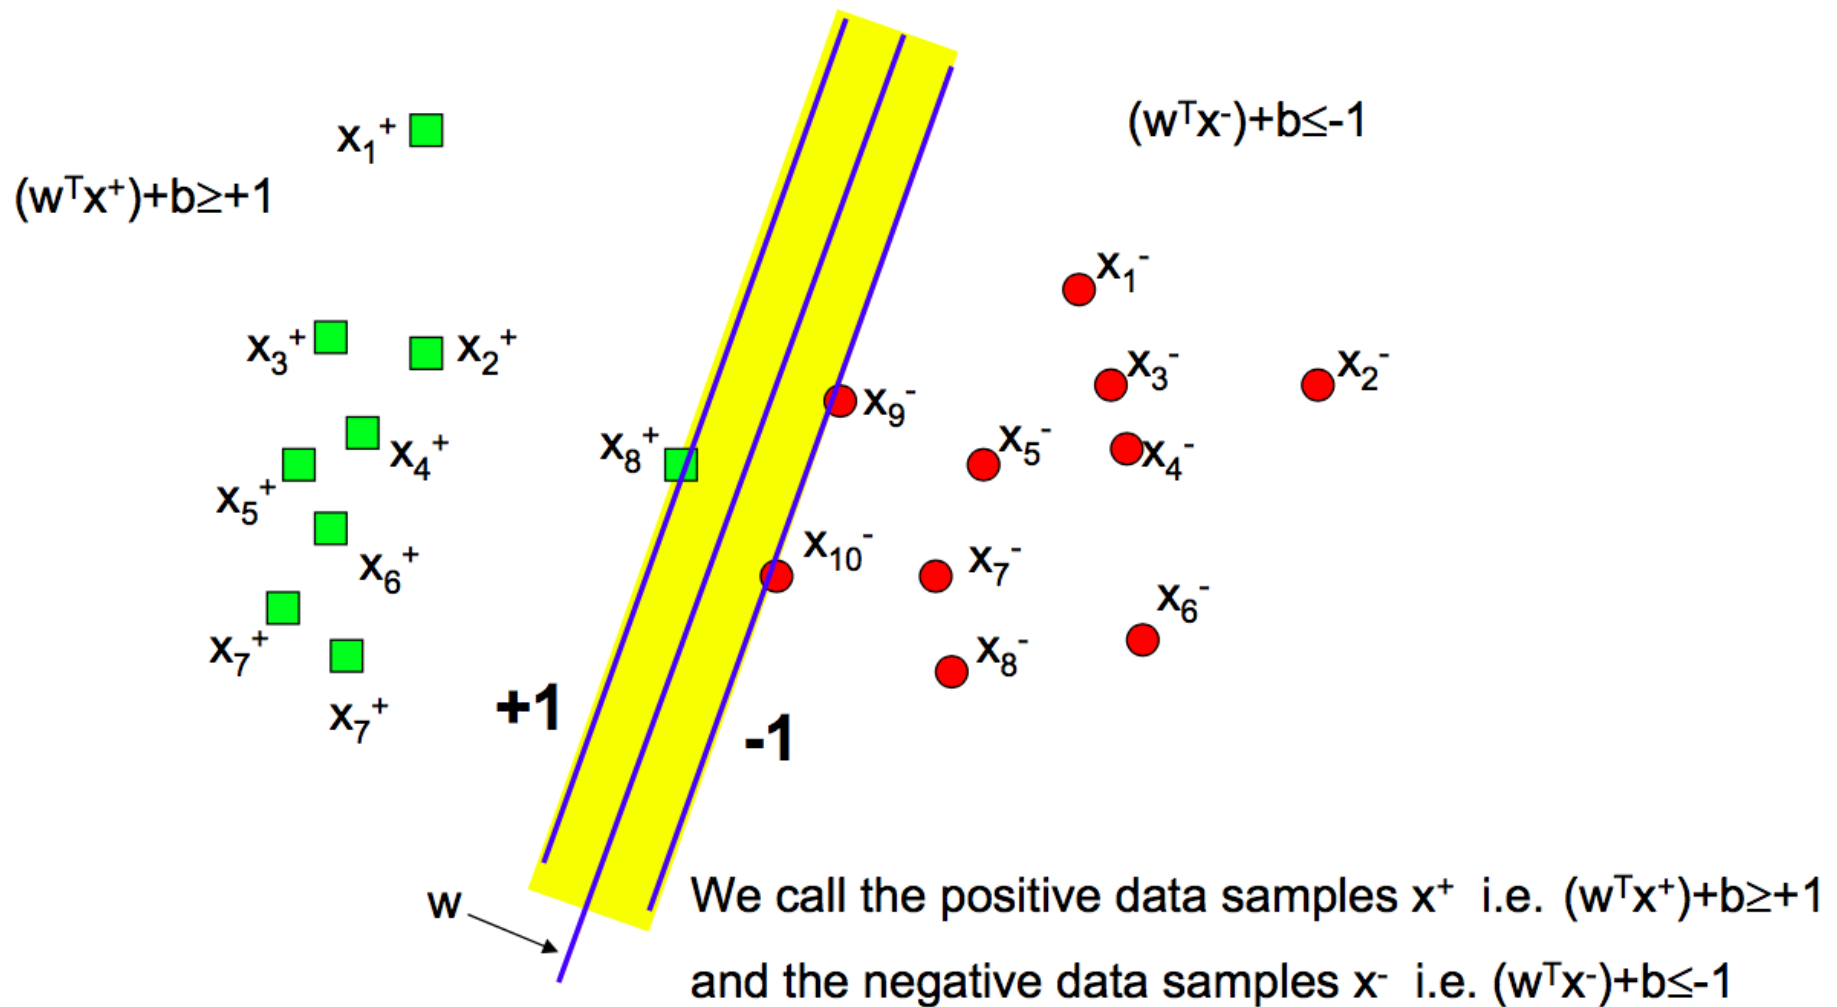 (wᵀx⁻)+b≤-1
x₁⁺
(wᵀx⁺)+b≥+1
x₁⁻
x₃⁺
x₂⁺
x₃⁻
x₂⁻
x₉⁻
x₈⁺
x₄⁺
x₅⁻
x₄⁻
x₅⁺
x₁₀⁻
x₆⁺
x₇⁻
x₆⁻
x₇⁺
x₈⁻
x₇⁺
+1
-1
w
We call the positive data samples x⁺ i.e. (wᵀx⁺)+b≥+1
and the negative data samples x⁻ i.e. (wᵀx⁻)+b≤-1